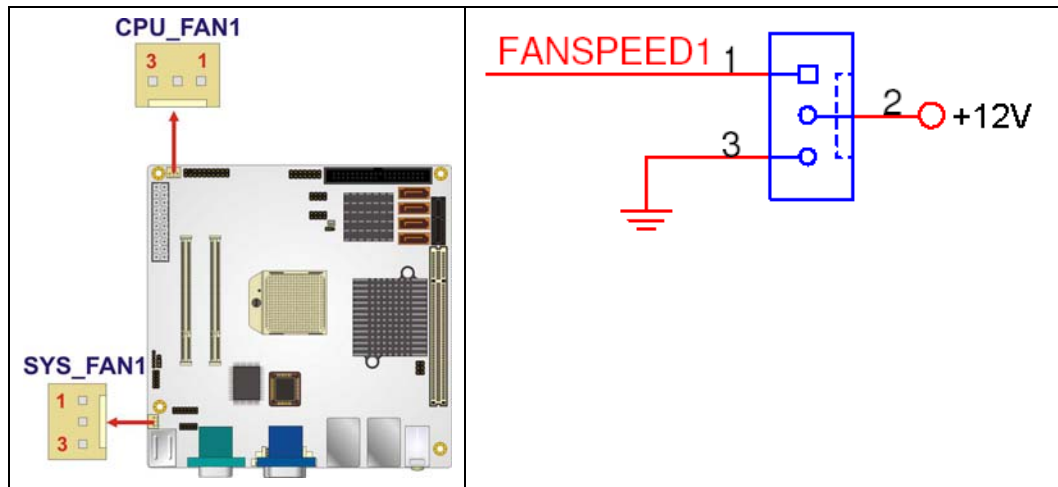 CPU_FAN1
3 1
SYS_FAN1
1
3
FANSPEED1 1
2 +12V
3